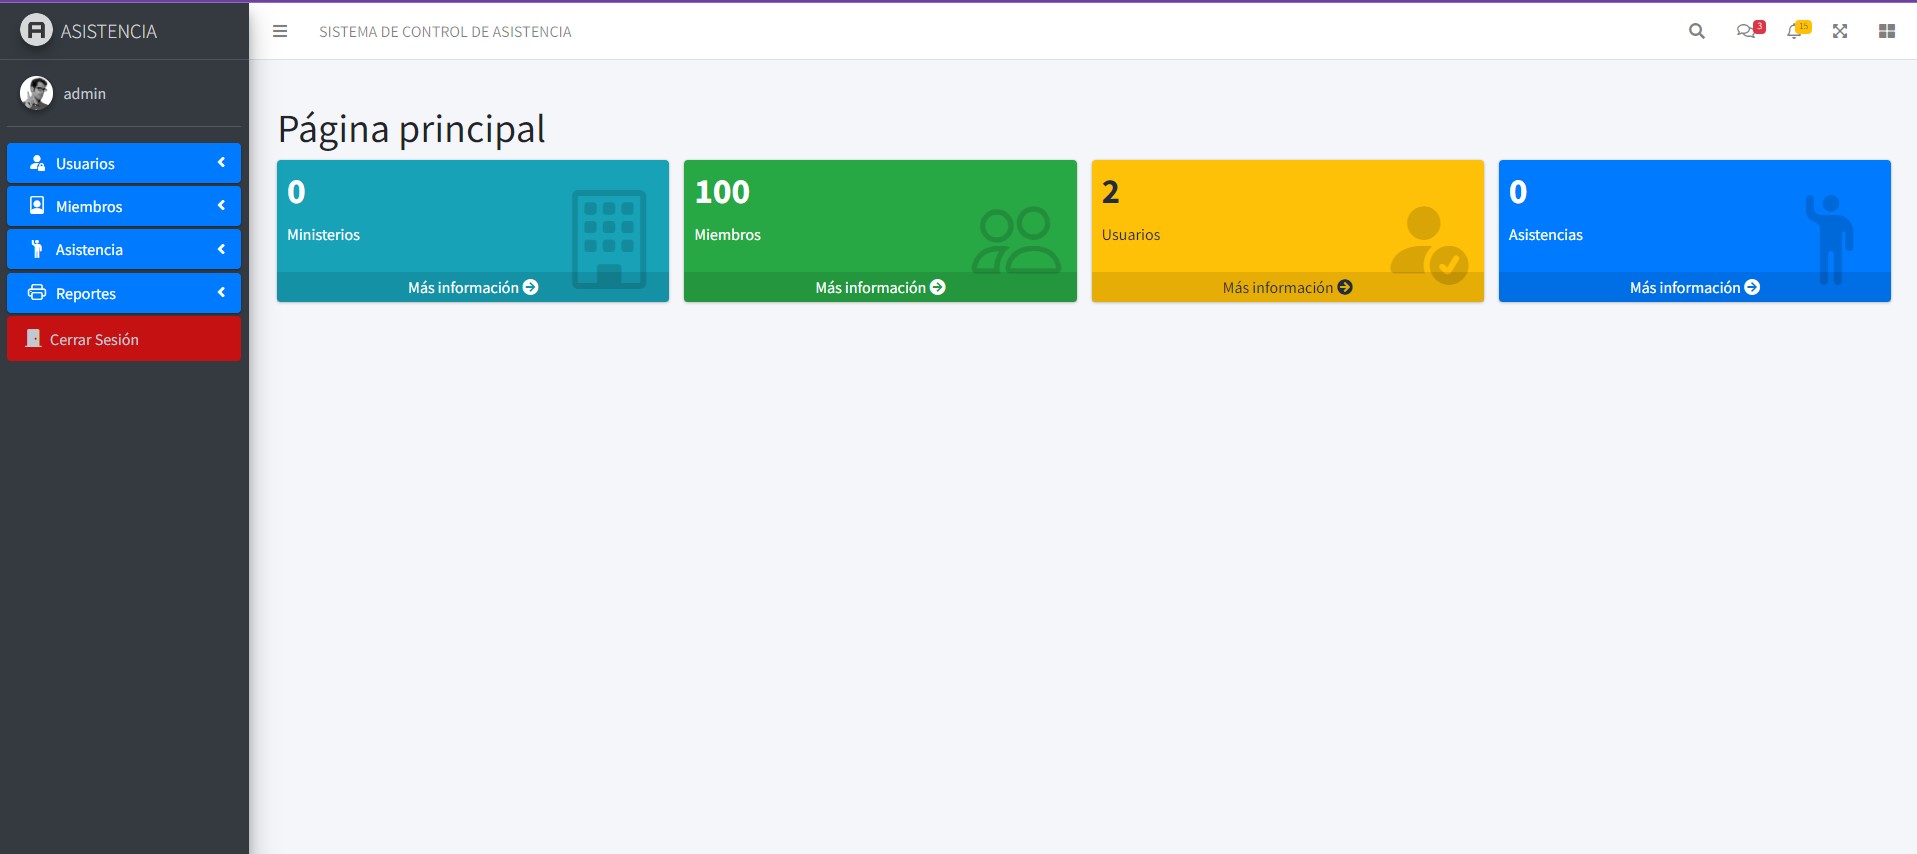 ASISTENCIA
SISTEMA DE CONTROL DE ASISTENCIA
3
15
admin
Usuarios
Miembros
Asistencia
Reportes
Cerrar Sesión
Página principal
0
Ministerios
Más información
100
Miembros
Más información
2
Usuarios
Más información
0
Asistencias
Más información